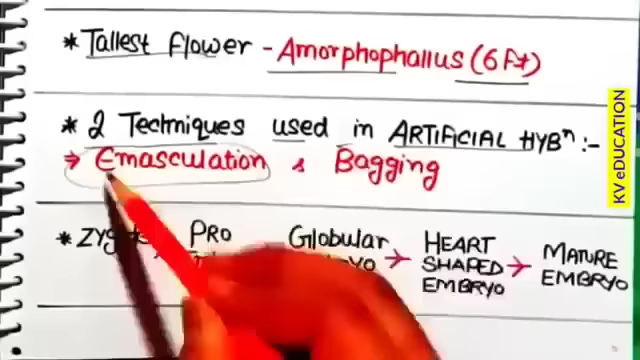 * Tallest flower - Amorphophallus (6 Ft)
* 2 Techniques used in ARTIFICIAL HYBⁿ :-
→ Emasculation & Bagging
* PRO Globular → HEART SHAPED EMBRYO → MATURE EMBRYO
KV eDUCATION